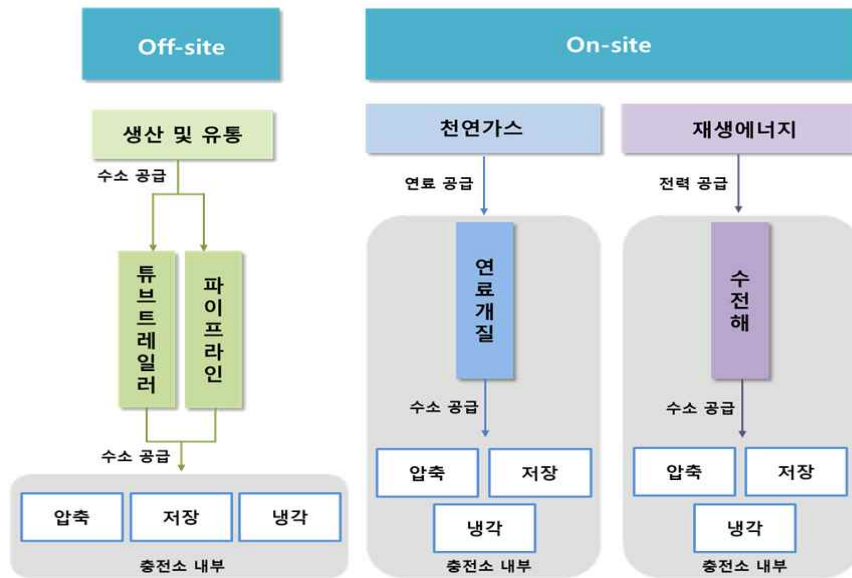 Off-site
생산 및 유통
수소 공급
튜브트레일러
파이프라인
수소 공급
압축
저장
냉각
충전소 내부
On-site
천연가스
연료 공급
연료개질
수소 공급
압축
저장
냉각
충전소 내부
재생에너지
전력 공급
수전해
수소 공급
압축
저장
냉각
충전소 내부